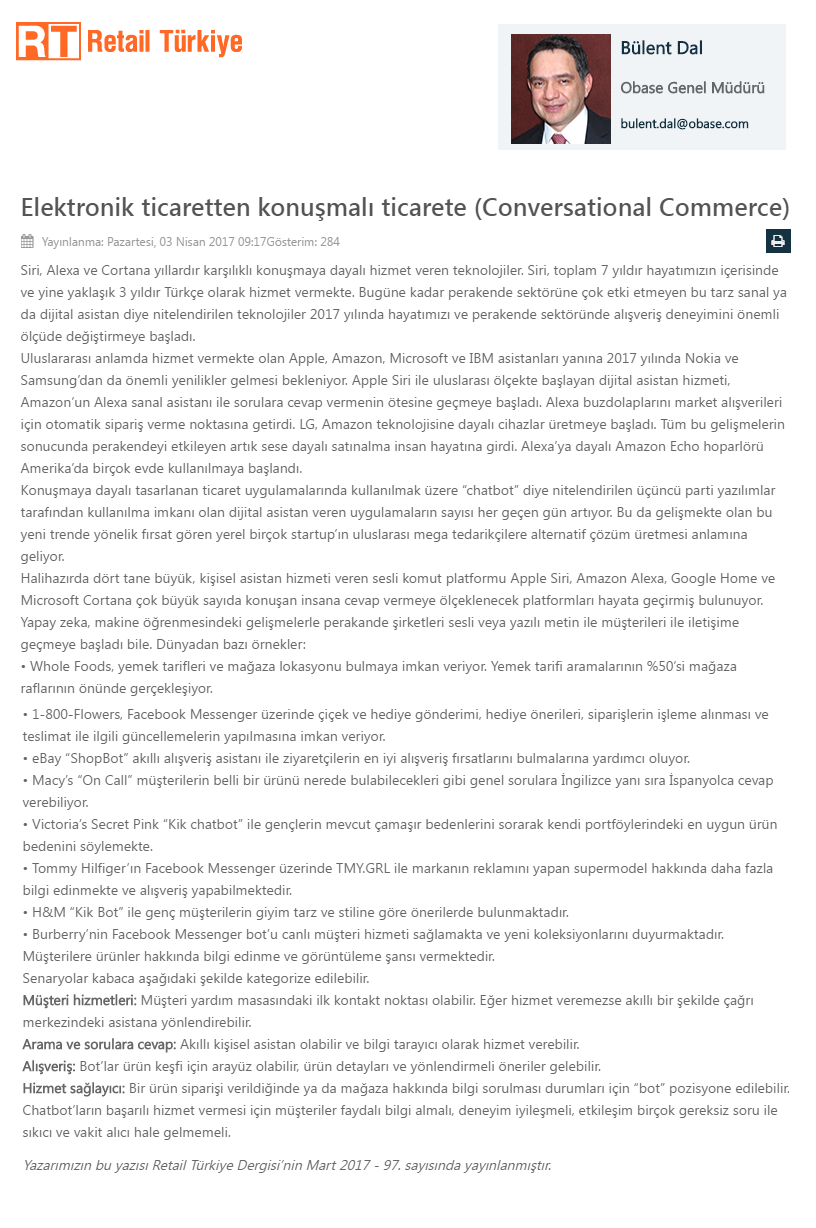 RT Retail Türkiye
Bülent Dal
Obase Genel Müdürü
bulent.dal@obase.com
Elektronik ticaretten konuşmalı ticarete (Conversational Commerce)
Yayınlanma: Pazartesi, 03 Nisan 2017 09:17Gösterim: 284
Siri, Alexa ve Cortana yıllardır karşılıklı konuşmaya dayalı hizmet veren teknolojiler. Siri, toplam 7 yıldır hayatımızın içerisinde
ve yine yaklaşık 3 yıldır Türkçe olarak hizmet vermekte. Bugüne kadar perakende sektörüne çok etki etmeyen bu tarz sanal ya
da dijital asistan diye nitelendirilen teknolojiler 2017 yılında hayatımızı ve perakende sektöründe alışveriş deneyimini önemli
ölçüde değiştirmeye başladı.
Uluslararası anlamda hizmet vermekte olan Apple, Amazon, Microsoft ve IBM asistanları yanına 2017 yılında Nokia ve
Samsung’dan da önemli yenilikler gelmesi bekleniyor. Apple Siri ile uluslarası ölçekte başlayan dijital asistan hizmeti,
Amazon’un Alexa sanal asistanı ile sorulara cevap vermenin ötesine geçmeye başladı. Alexa buzdolaplarını market alışverileri
için otomatik sipariş verme noktasına getirdi. LG, Amazon teknolojisine dayalı cihazlar üretmeye başladı. Tüm bu gelişmelerin
sonucunda perakendeyi etkileyen artık sese dayalı satınalma insan hayatına girdi. Alexa’ya dayalı Amazon Echo hoparlörü
Amerika’da birçok evde kullanılmaya başlandı.
Konuşmaya dayalı tasarlanan ticaret uygulamalarında kullanılmak üzere “chatbot” diye nitelendirilen üçüncü parti yazılımlar
tarafından kullanılma imkanı olan dijital asistan veren uygulamaların sayısı her geçen gün artıyor. Bu da gelişmekte olan bu
yeni trende yönelik fırsat gören yerel birçok startup’ın uluslarası mega tedarikçilere alternatif çözüm üretmesi anlamına
geliyor.
Halihazırda dört tane büyük, kişisel asistan hizmeti veren sesli komut platformu Apple Siri, Amazon Alexa, Google Home ve
Microsoft Cortana çok büyük sayıda konuşan insana cevap vermeye ölçeklenecek platformları hayata geçirmiş bulunuyor.
Yapay zeka, makine öğrenmesindeki gelişmelerle perakande şirketleri sesli veya yazılı metin ile müşterileri ile iletişime
geçmeye başladı bile. Dünyadan bazı örnekler:
• Whole Foods, yemek tarifleri ve mağaza lokasyonu bulmaya imkan veriyor. Yemek tarifi aramalarının %50’si mağaza
raflarının önünde gerçekleşiyor.
• 1-800-Flowers, Facebook Messenger üzerinde çiçek ve hediye gönderimi, hediye önerileri, siparişlerin işleme alınması ve
teslimat ile ilgili güncellemelerin yapılmasına imkan veriyor.
• eBay “ShopBot” akıllı alışveriş asistanı ile ziyaretçilerin en iyi alışveriş fırsatlarını bulmalarına yardımcı oluyor.
• Macy’s “On Call” müşterilerin belli bir ürünü nerede bulabilecekleri gibi genel sorulara İngilizce yanı sıra İspanyolca cevap
verebiliyor.
• Victoria’s Secret Pink “Kik chatbot” ile gençlerin mevcut çamaşır bedenlerini sorarak kendi portföylerindeki en uygun ürün
bedenini söylemekte.
• Tommy Hilfiger’ın Facebook Messenger üzerinde TMY.GRL ile markanın reklamını yapan supermodel hakkında daha fazla
bilgi edinmekte ve alışveriş yapabilmektedir.
• H&M “Kik Bot” ile genç müşterilerin giyim tarz ve stiline göre önerilerde bulunmaktadır.
• Burberry’nin Facebook Messenger bot’u canlı müşteri hizmeti sağlamakta ve yeni koleksiyonlarını duyurmaktadır.
Müşterilere ürünler hakkında bilgi edinme ve görüntüleme şansı vermektedir.
Senaryolar kabaca aşağıdaki şekilde kategorize edilebilir.
Müşteri hizmetleri: Müşteri yardım masasındaki ilk kontakt noktası olabilir. Eğer hizmet veremezse akıllı bir şekilde çağrı
merkezindeki asistana yönlendirebilir.
Arama ve sorulara cevap: Akıllı kişisel asistan olabilir ve bilgi tarayıcı olarak hizmet verebilir.
Alışveriş: Bot’lar ürün keşfi için arayüz olabilir, ürün detayları ve yönlendirmeli öneriler gelebilir.
Hizmet sağlayıcı: Bir ürün siparişi verildiğinde ya da mağaza hakkında bilgi sorulması durumları için “bot” pozisyone edilebilir.
Chatbot’ların başarılı hizmet vermesi için müşteriler faydalı bilgi almalı, deneyim iyileşmeli, etkileşim birçok gereksiz soru ile
sıkıcı ve vakit alıcı hale gelmemeli.
Yazarımızın bu yazısı Retail Türkiye Dergisi’nin Mart 2017 - 97. sayısında yayınlanmıştır.